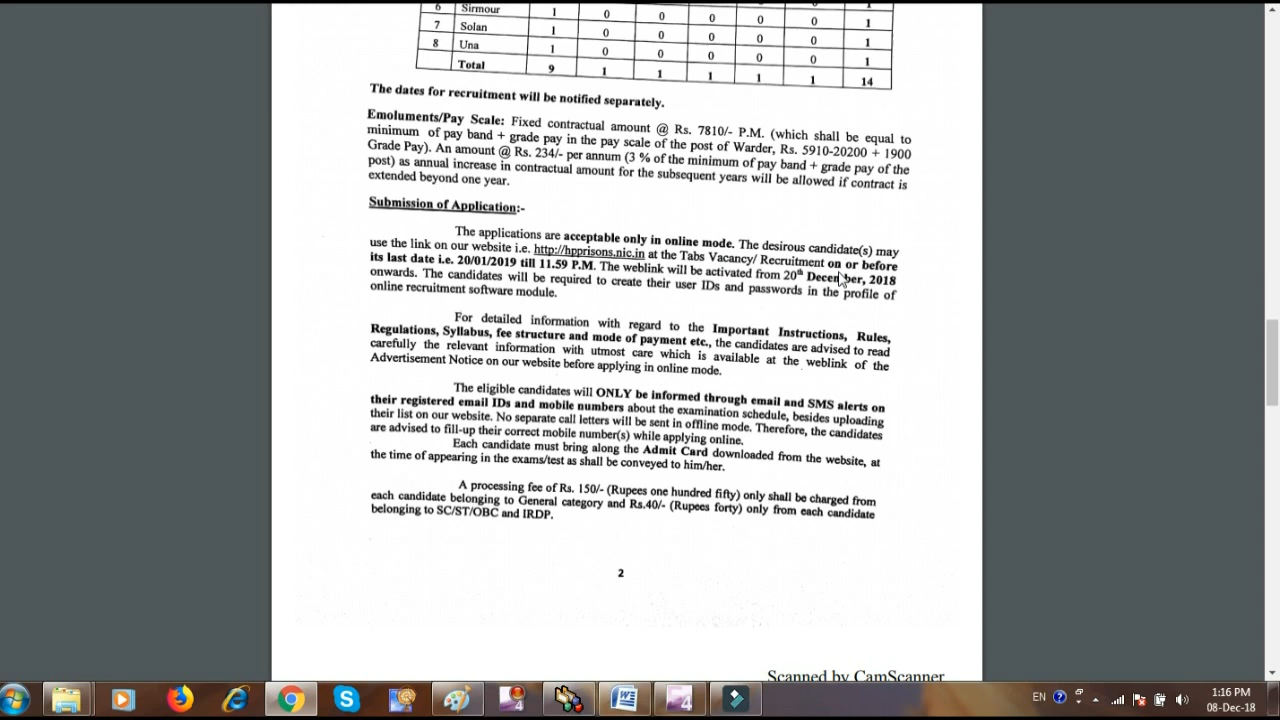 6 Sirmour 1 0 0 0 0 0 1
7 Solan 1 0 0 0 0 0 1
8 Una 1 0 0 0 0 0 1
Total 9 1 1 1 1 1 14
The dates for recruitment will be notified separately.
Emoluments/Pay Scale: Fixed contractual amount @ Rs. 7810/- P.M. (which shall be equal to
minimum of pay band + grade pay in the pay scale of the post of Warder, Rs. 5910-20200 + 1900
Grade Pay). An amount @ Rs. 234/- per annum (3 % of the minimum of pay band + grade pay of the
post) as annual increase in contractual amount for the subsequent years will be allowed if contract is
extended beyond one year.
Submission of Application:-
The applications are acceptable only in online mode. The desirous candidate(s) may
use the link on our website i.e. http://hpprisons.nic.in at the Tabs Vacancy/ Recruitment on or before
its last date i.e. 20/01/2019 till 11.59 P.M. The weblink will be activated from 20th December, 2018
onwards. The candidates will be required to create their user IDs and passwords in the profile of
online recruitment software module.
For detailed information with regard to the Important Instructions, Rules,
Regulations, Syllabus, fee structure and mode of payment etc., the candidates are advised to read
carefully the relevant information with utmost care which is available at the weblink of the
Advertisement Notice on our website before applying in online mode.
The eligible candidates will ONLY be informed through email and SMS alerts on
their registered email IDs and mobile numbers about the examination schedule, besides uploading
their list on our website. No separate call letters will be sent in offline mode. Therefore, the candidates
are advised to fill-up their correct mobile number(s) while applying online.
Each candidate must bring along the Admit Card downloaded from the website, at
the time of appearing in the exams/test as shall be conveyed to him/her.
A processing fee of Rs. 150/- (Rupees one hundred fifty) only shall be charged from
each candidate belonging to General category and Rs.40/- (Rupees forty) only from each candidate
belonging to SC/ST/OBC and IRDP.
2
Scanned by CamScanner
EN
1:16 PM
08-Dec-18